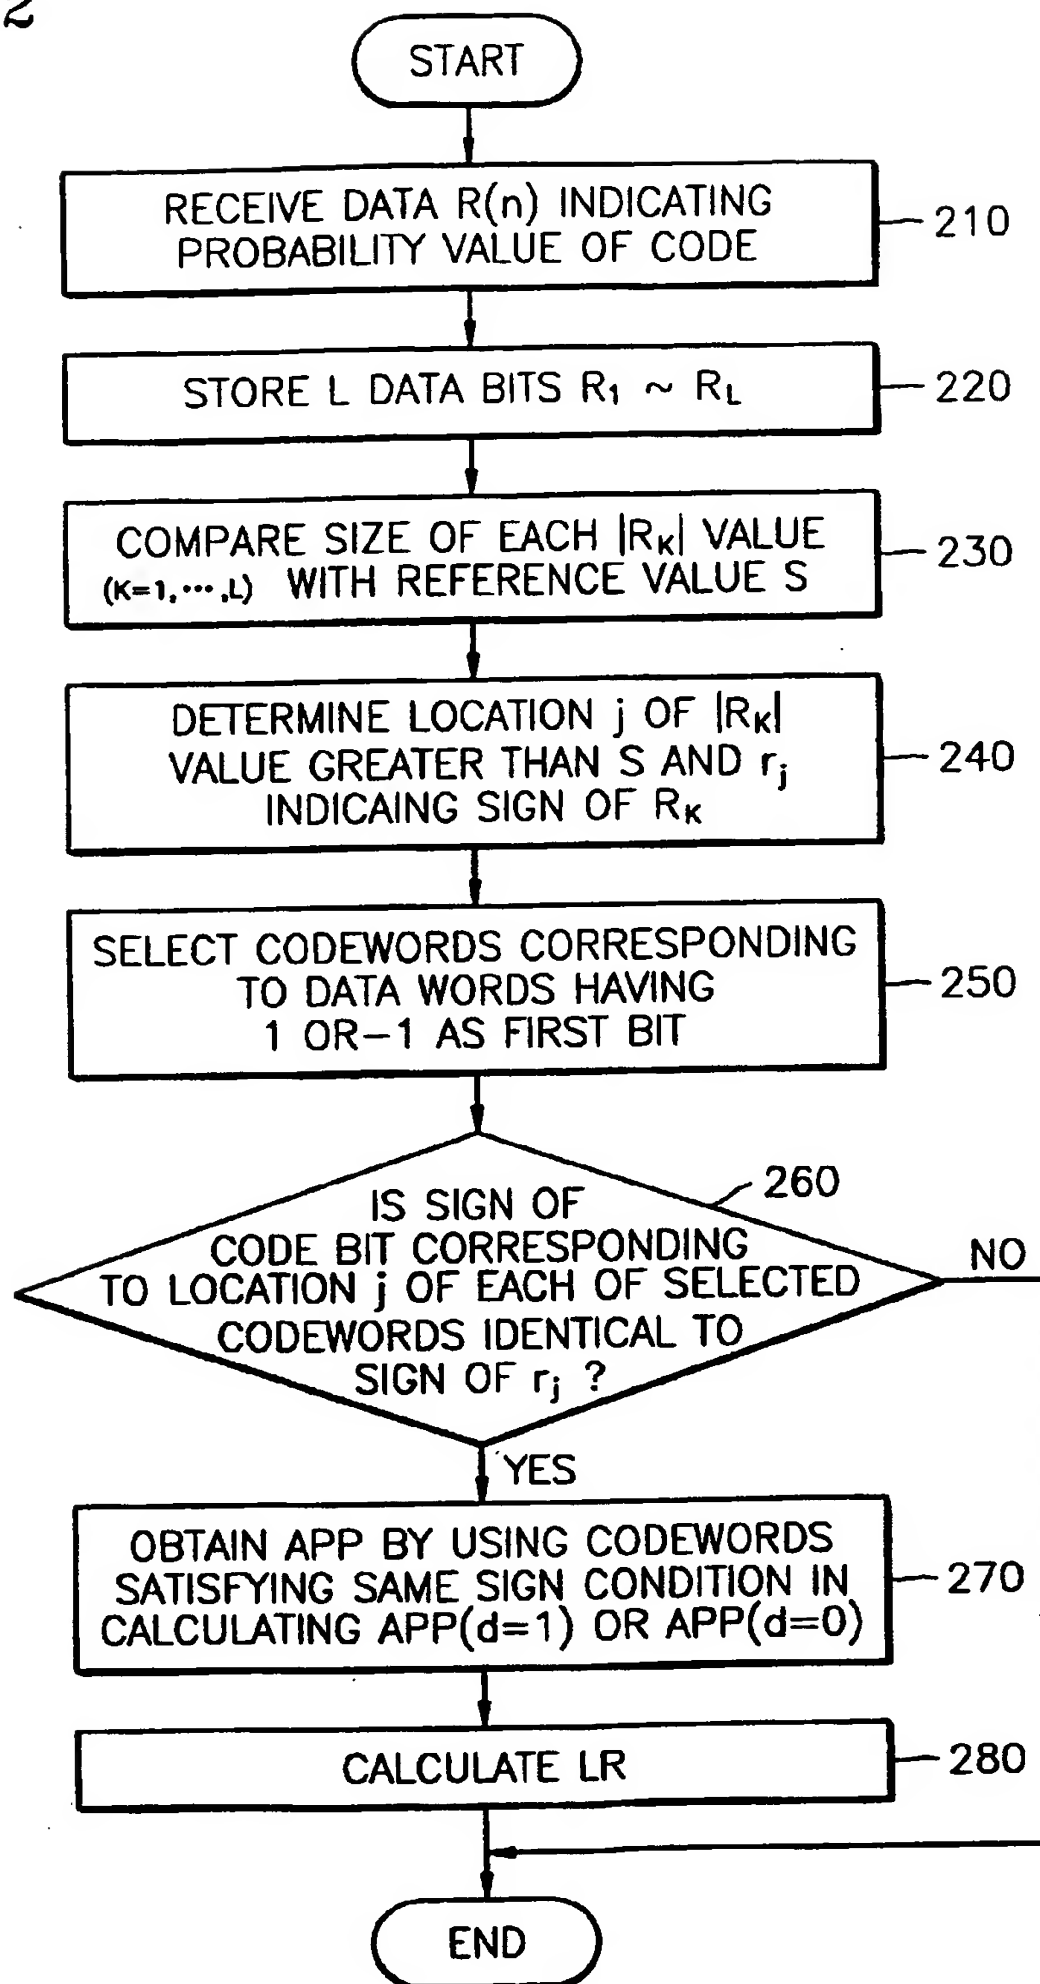 2
START
RECEIVE DATA R(n) INDICATING
PROBABILITY VALUE OF CODE
210
STORE L DATA BITS R1 ~ RL
220
COMPARE SIZE OF EACH |RK| VALUE
(K=1, ··· ,L) WITH REFERENCE VALUE S
230
DETERMINE LOCATION j OF |RK|
VALUE GREATER THAN S AND rj
INDICAING SIGN OF RK
240
SELECT CODEWORDS CORRESPONDING
TO DATA WORDS HAVING
1 OR-1 AS FIRST BIT
250
260
IS SIGN OF
CODE BIT CORRESPONDING
TO LOCATION j OF EACH OF SELECTED
CODEWORDS IDENTICAL TO
SIGN OF rj ?
NO
YES
OBTAIN APP BY USING CODEWORDS
SATISFYING SAME SIGN CONDITION IN
CALCULATING APP(d=1) OR APP(d=0)
270
CALCULATE LR
280
END